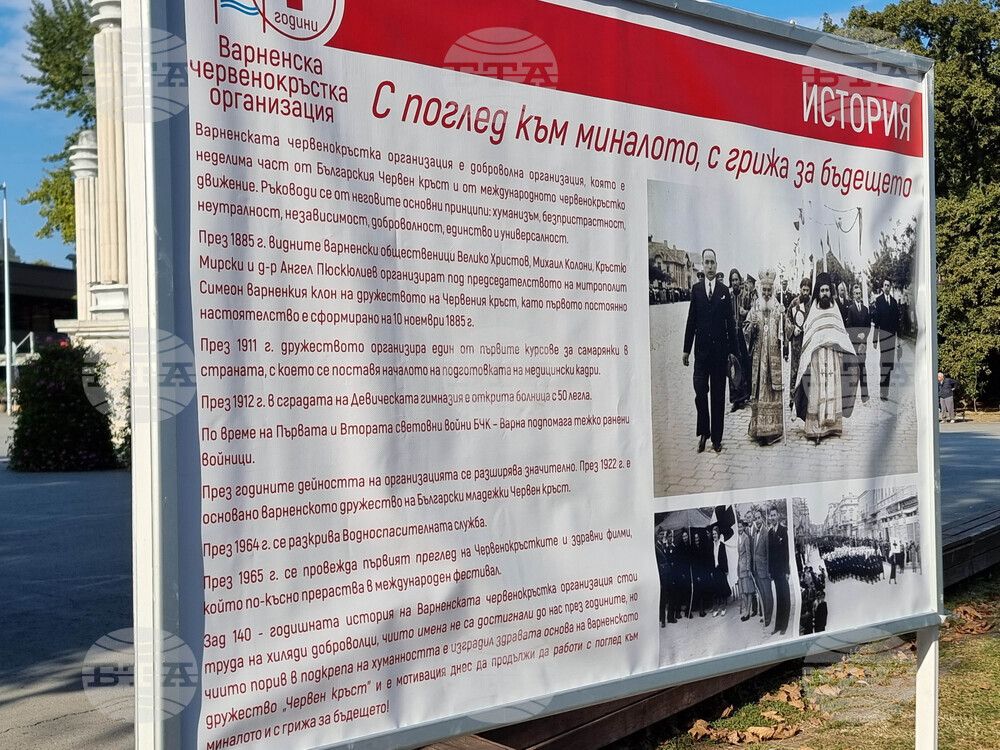 години
Варненска
червенокръстка
организация
ИСТОРИЯ
С поглед към миналото, с грижа за бъдещето
Варненската червенокръстка организация е доброволна организация, която е
неделима част от Българския Червен кръст и от международното червенокръстко
движение. Ръководи се от неговите основни принципи: хуманизъм, безпристрастност,
неутралност, независимост, доброволност, единство и универсалност.
През 1885 г. видните варненски общественици Велико Христов, Михаил Колони, Кръстю
Мирски и д-р Ангел Пюскюлиев организират под председателството на митрополит
Симеон варненкия клон на дружеството на Червения кръст, като първото постоянно
настоятелство е сформирано на 10 ноември 1885 г.
През 1911 г. дружеството организира един от първите курсове за самарянки в
страната, с което се поставя началото на подготовката на медицински кадри.
През 1912 г. в сградата на Девическата гимназия е открита болница с 50 легла.
По време на Първата и Втората световни войни БЧК - Варна подпомага тежко ранени
войници.
През годините дейността на организацията се разширява значително. През 1922 г. е
основано варненското дружество на Български младежки Червен кръст.
През 1964 г. се разкрива Водноспасителната служба.
През 1965 г. се провежда първият преглед на Червенокръстките и здравни филми,
който по-късно прераства в международен фестивал.
Зад 140 - годишната история на Варненската червенокръстка организация стои
труда на хиляди доброволци, чиито имена не са достигнали до нас през годините, но
чиито порив в подкрепа на хуманността е изградил здравата основа на варненското
дружество „Червен кръст" и е мотивация днес да продължи да работи с поглед към
миналото и с грижа за бъдещето!
БТА
БТА
БТА
БТА
БТА
БТА
БТА
БТА
БТА